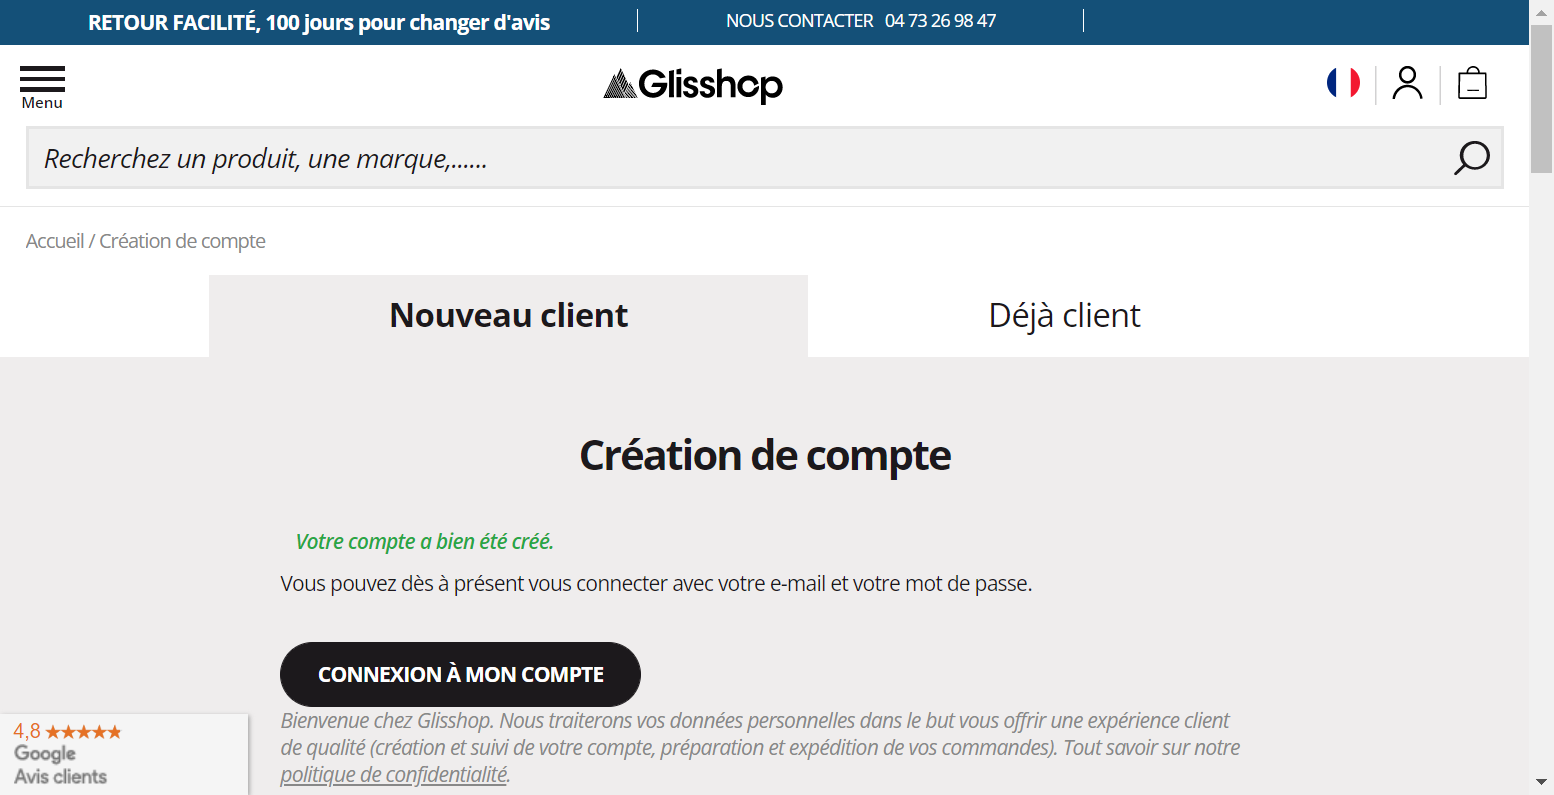 RETOUR FACILITÉ, 100 jours pour changer d'avis
NOUS CONTACTER 04 73 26 98 47
Menu
Glisshop
Recherchez un produit, une marque,......
Accueil / Création de compte
Nouveau client
Déjà client
Création de compte
Votre compte a bien été créé.
Vous pouvez dès à présent vous connecter avec votre e-mail et votre mot de passe.
CONNEXION À MON COMPTE
Bienvenue chez Glisshop. Nous traiterons vos données personnelles dans le but vous offrir une expérience client
de qualité (création et suivi de votre compte, préparation et expédition de vos commandes). Tout savoir sur notre
politique de confidentialité.
4,8
Google
Avis clients